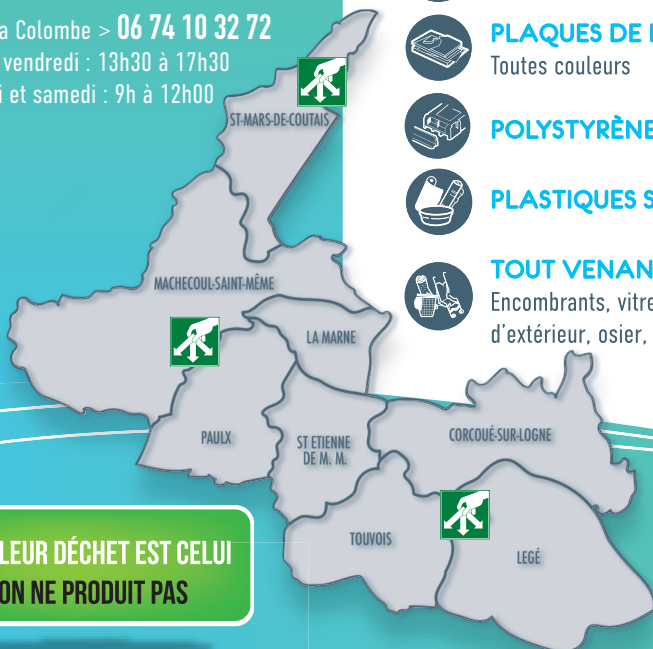 a Colombe > 06 74 10 32 72
vendredi : 13h30 à 17h30
i et samedi : 9h à 12h00
PLAQUES DE
Toutes couleurs
POLYSTYRÈNE
PLASTIQUES S
TOUT VENAN
Encombrants, vitre
d'extérieur, osier,
ST-MARS-DE-COUTAIS
MACHECOUL-SAINT-MÊME
LA MARNE
PAULX
ST ETIENNE
DE M. M.
CORCOUÉ-SUR-LOGNE
TOUVOIS
LEGÉ
LEUR DÉCHET EST CELUI
ON NE PRODUIT PAS